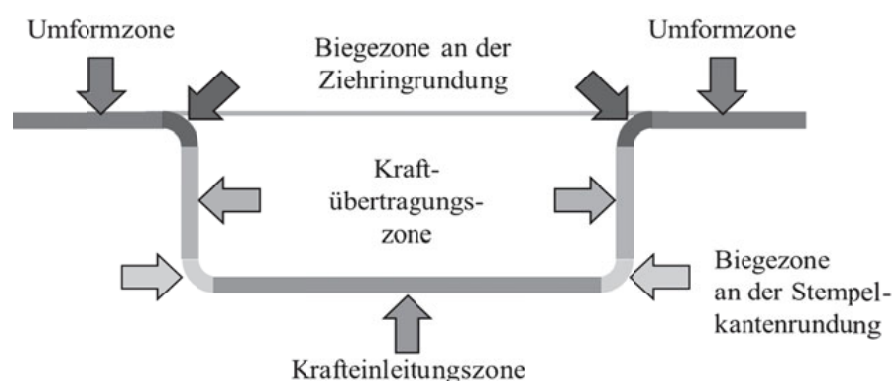 Umformzone
Biegezone an der
Ziehringrundung
Umformzone
Kraft-
übertragungs-
zone
Biegezone
an der Stempel-
kantenrundung
Krafteinleitungszone